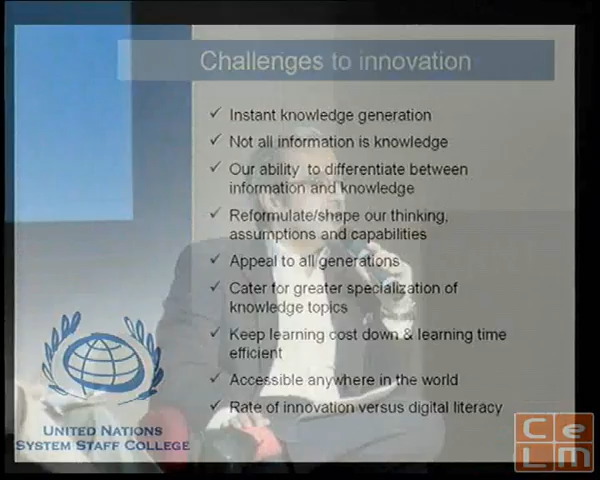 Challenges to innovation
✓ Instant knowledge generation
✓ Not all information is knowledge
✓ Our ability to differentiate between
information and knowledge
✓ Reformulate/shape our thinking,
assumptions and capabilities
✓ Appeal to all generations
✓ Cater for greater specialization of
knowledge topics
✓ Keep learning cost down & learning time
efficient
✓ Accessible anywhere in the world
✓ Rate of innovation versus digital literacy
UNITED NATIONS
SYSTEM STAFF COLLEGE
C e
L m